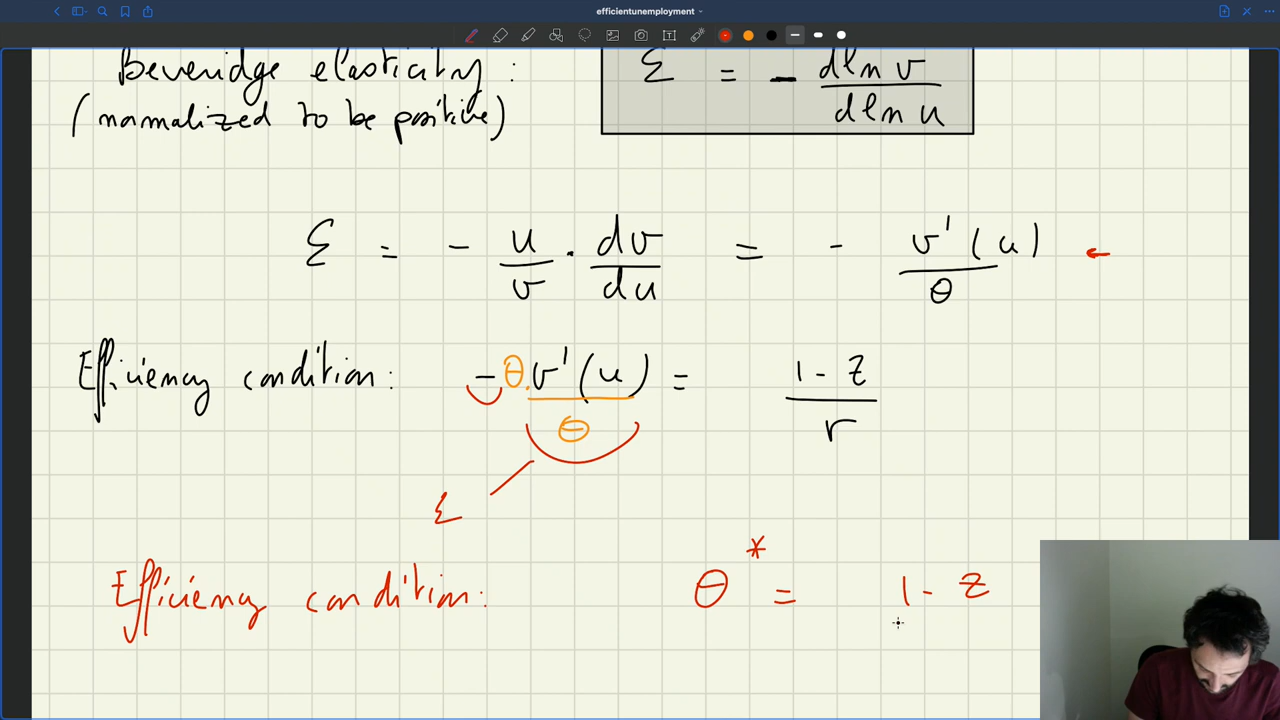 efficientunemployment
Beveridge elasticity :
(normalized to be positive)
ε = - dln v / dln u
ε = - u/v · dv/du = - v'(u) / θ ←
Efficiency condition: - θ · v'(u) / θ = 1 - z / r
ε
Efficiency condition: θ* = 1 - z